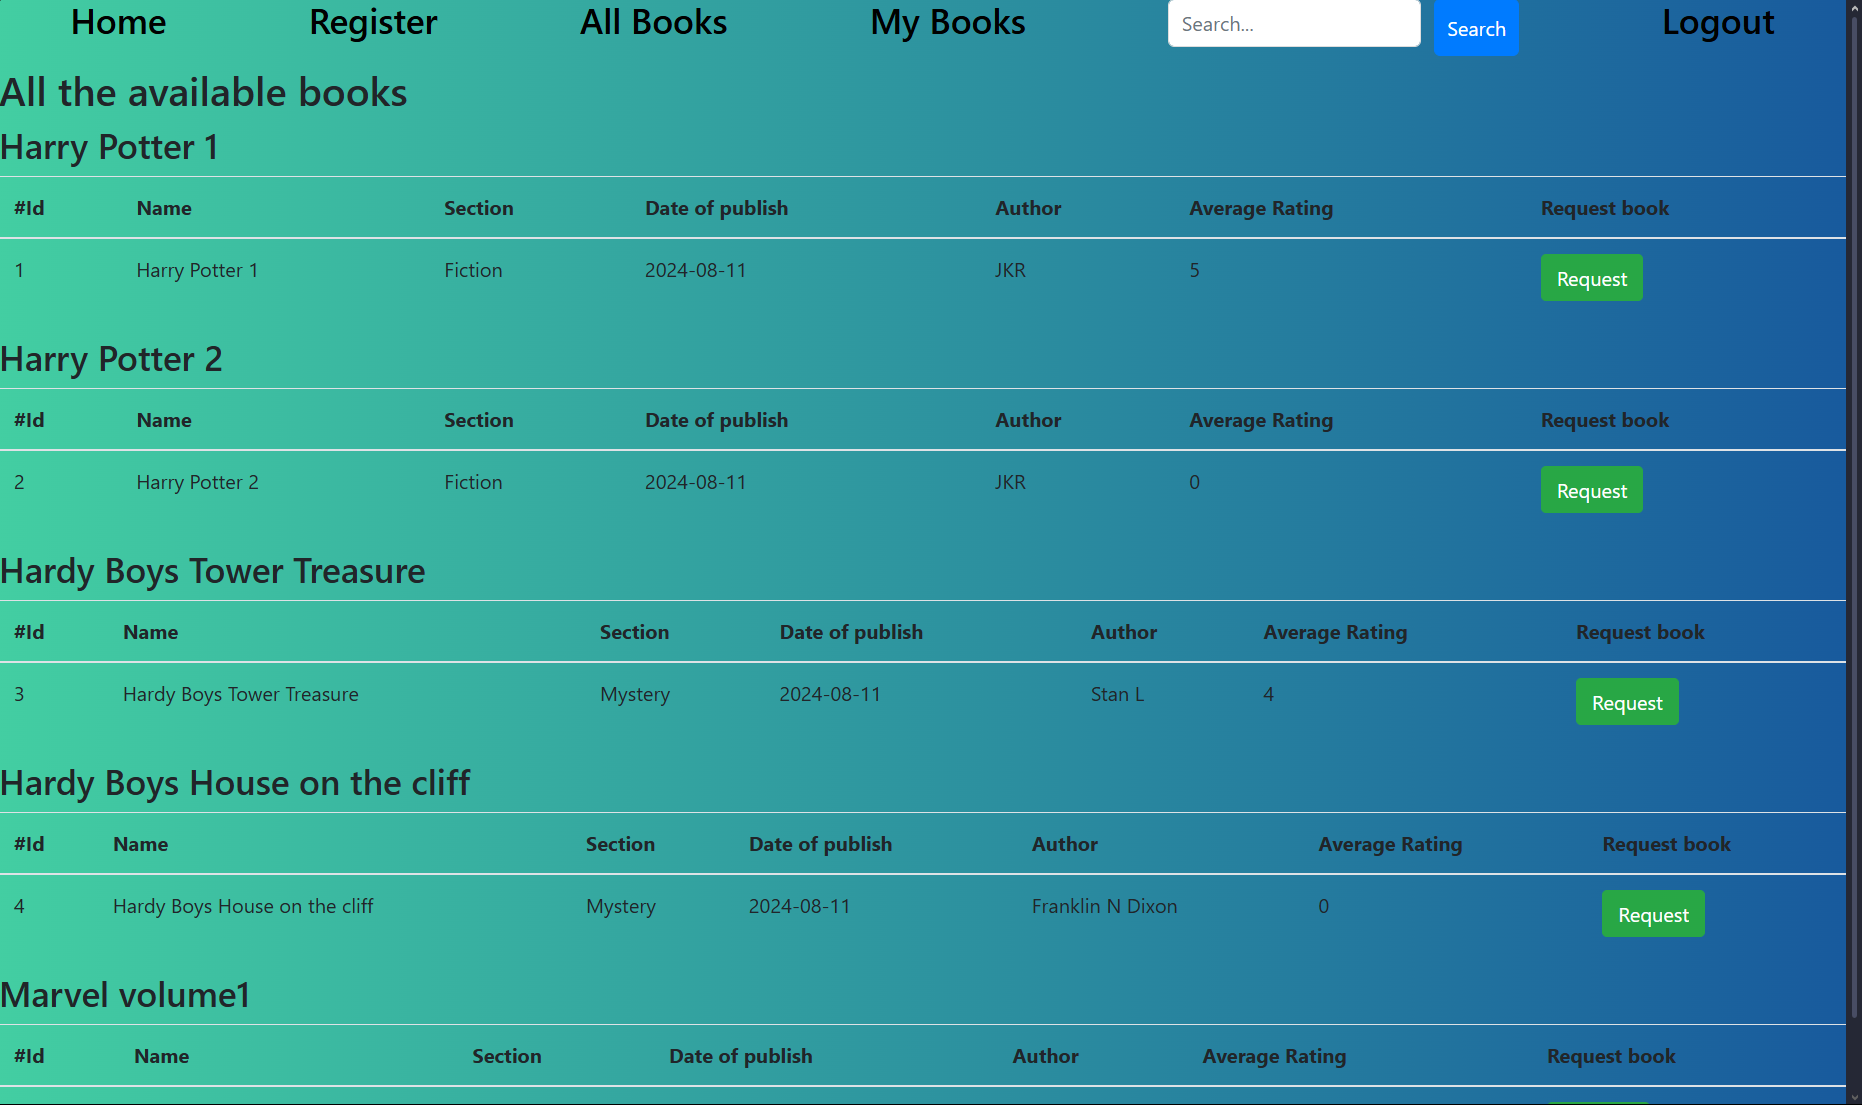 Home Register All Books My Books Search... Search Logout
All the available books
Harry Potter 1
#Id Name Section Date of publish Author Average Rating Request book
1 Harry Potter 1 Fiction 2024-08-11 JKR 5 Request
Harry Potter 2
#Id Name Section Date of publish Author Average Rating Request book
2 Harry Potter 2 Fiction 2024-08-11 JKR 0 Request
Hardy Boys Tower Treasure
#Id Name Section Date of publish Author Average Rating Request book
3 Hardy Boys Tower Treasure Mystery 2024-08-11 Stan L 4 Request
Hardy Boys House on the cliff
#Id Name Section Date of publish Author Average Rating Request book
4 Hardy Boys House on the cliff Mystery 2024-08-11 Franklin N Dixon 0 Request
Marvel volume1
#Id Name Section Date of publish Author Average Rating Request book